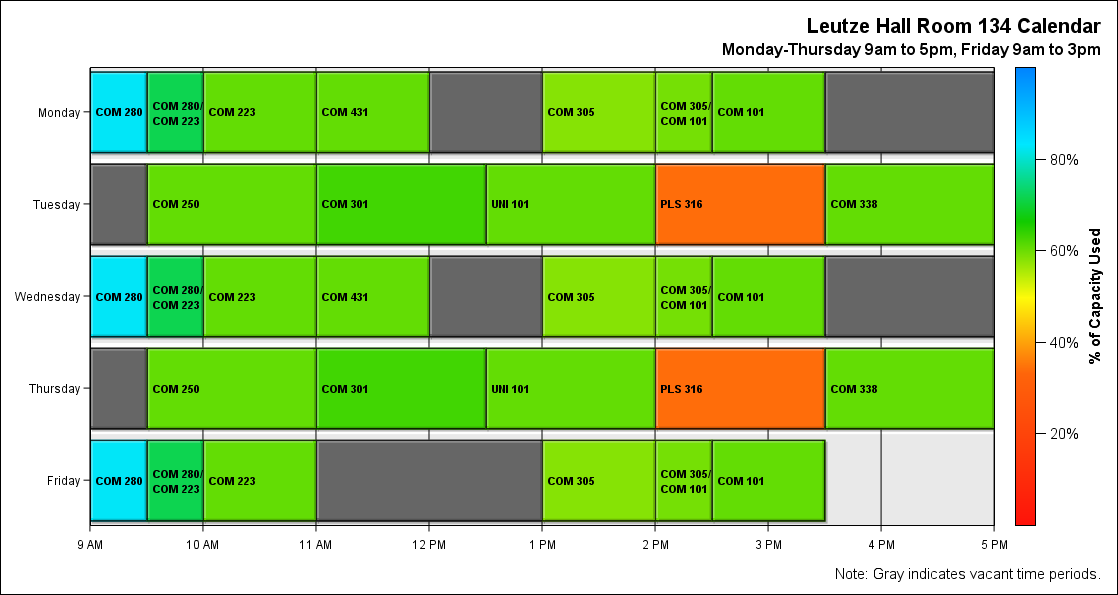 Leutze Hall Room 134 Calendar
Monday-Thursday 9am to 5pm, Friday 9am to 3pm
Monday
COM 280
COM 280/
COM 223
COM 223
COM 431
COM 305
COM 305/
COM 101
COM 101
Tuesday
COM 250
COM 301
UNI 101
PLS 316
COM 338
Wednesday
COM 280
COM 280/
COM 223
COM 223
COM 431
COM 305
COM 305/
COM 101
COM 101
Thursday
COM 250
COM 301
UNI 101
PLS 316
COM 338
Friday
COM 280
COM 280/
COM 223
COM 223
COM 305
COM 305/
COM 101
COM 101
9 AM
10 AM
11 AM
12 PM
1 PM
2 PM
3 PM
4 PM
5 PM
80%
60%
40%
20%
% of Capacity Used
Note: Gray indicates vacant time periods.